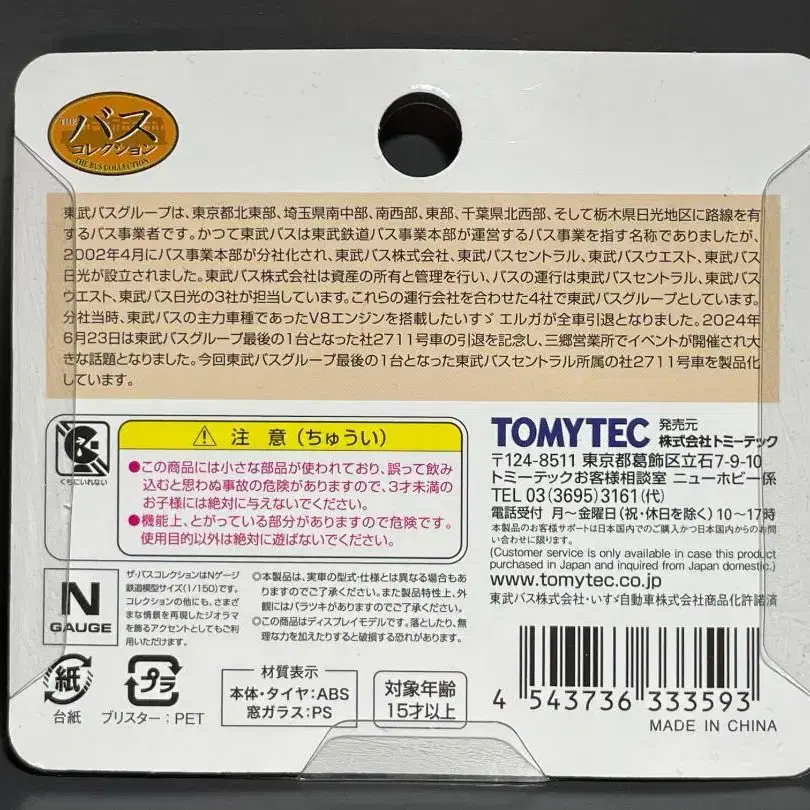 THE
バス
コレクション
THE BUS COLLECTION
東武バスグループは、東京都北東部、埼玉県南中部、南西部、東部、千葉県北西部、そして栃木県日光地区に路線を有
するバス事業者です。かつて東武バスは東武鉄道バス事業本部が運営するバス事業を指す名称でありましたが、
2002年4月にバス事業本部が分社化され、東武バス株式会社、東武バスセントラル、東武バスウエスト、東武バス
日光が設立されました。東武バス株式会社は資産の所有と管理を行い、バスの運行は東武バスセントラル、東武バス
ウエスト、東武バス日光の3社が担当しています。これらの運行会社を合わせた4社で東武バスグループとしています。
分社当時、東武バスの主力車種であったV8エンジンを搭載したいすゞ エルガが全車引退となりました。2024年
6月23日は東武バスグループ最後の1台となった社2711号車の引退を記念し、三郷営業所でイベントが開催され大
きな話題となりました。今回東武バスグループ最後の1台となった東武バスセントラル所属の社2711号車を製品化
しています。
くちにいれない
注 意 (ちゅうい)
●この商品には小さな部品が使われており、誤って飲み
込むと思わぬ事故の危険がありますので、3才未満の
お子様には絶対に与えないでください。
●機能上、とがっている部分がありますので危険です。
使用目的以外は絶対に遊ばないでください。
TOMYTEC 発売元
株式会社トミーテック
〒124-8511 東京都葛飾区立石7-9-10
トミーテックお客様相談室 ニューホビー係
TEL 03(3695)3161(代)
電話受付 月〜金曜日(祝・休日を除く)10〜17時
本製品のお客様サポートは日本国内でのご購入かつ日本国内からのお問
い合わせに限ります。
(Customer service is only available in case this product
purchased in Japan and inquired from Japan domestic.)
www.tomytec.co.jp
東武バス株式会社・いすゞ自動車株式会社商品化許諾済
N
GAUGE
ザ・バスコレクションはNゲージ
鉄道模型サイズ(1/150)です。
コレクションの他にも、さまざ
まな情景を再現したジオラマ
を飾るアクセントとしてもご利
用いただけます。
◎本製品は、実車の型式・仕様とは異なる場合もあ
りますのでご了承ください。また製品特性上、外
観にはバラツキがありますのでご了承ください。
◎この商品はディスプレイモデルです。落としたり、無
理な力を加えたりすると破損する恐れがあります。
紙
台紙
プラ
ブリスター:PET
材質表示
本体・タイヤ:ABS
窓ガラス:PS
対象年齢
15才以上
4 543736 333593
MADE IN CHINA